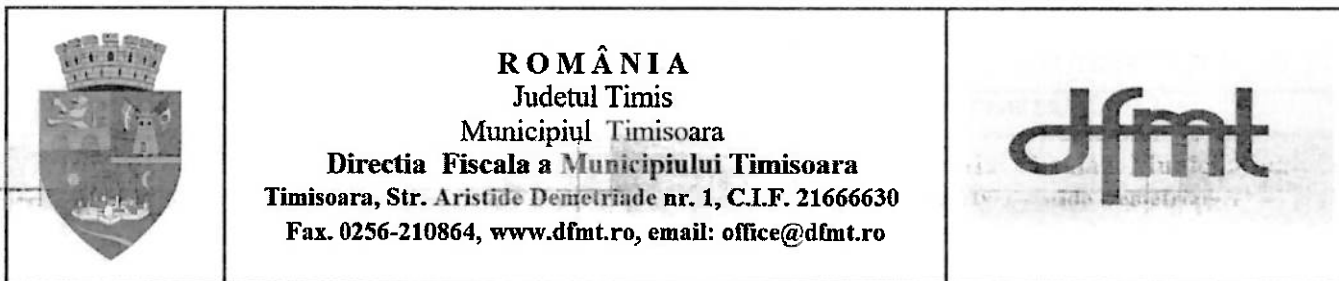 ROMÂNIA
Judetul Timis
Municipiul Timisoara
Directia Fiscala a Municipiului Timisoara
Timisoara, Str. Aristide Demetriade nr. 1, C.I.F. 21666630
Fax. 0256-210864, www.dfmt.ro, email: office@dfmt.ro
dfmt